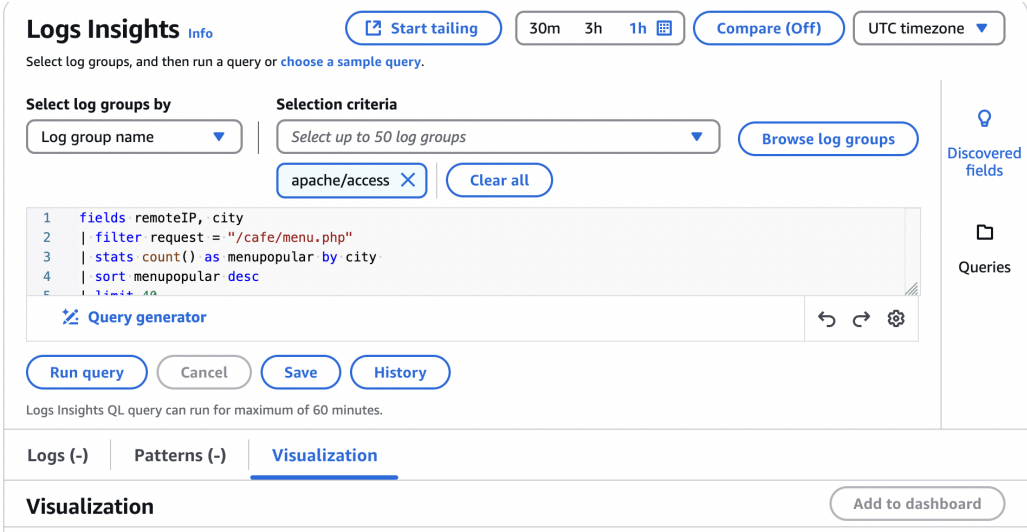 Logs Insights Info
Start tailing
30m 3h 1h
Compare (Off)
UTC timezone
Select log groups, and then run a query or choose a sample query.
Select log groups by
Selection criteria
Log group name
Select up to 50 log groups
Browse log groups
apache/access
Clear all
Discovered
fields
Queries
1 fields remoteIP, city
2 | filter request = "/cafe/menu.php"
3 | stats count() as menupopular by city
4 | sort menupopular desc
5 | limit 40
Query generator
Run query
Cancel
Save
History
Logs Insights QL query can run for maximum of 60 minutes.
Logs (-)
Patterns (-)
Visualization
Visualization
Add to dashboard